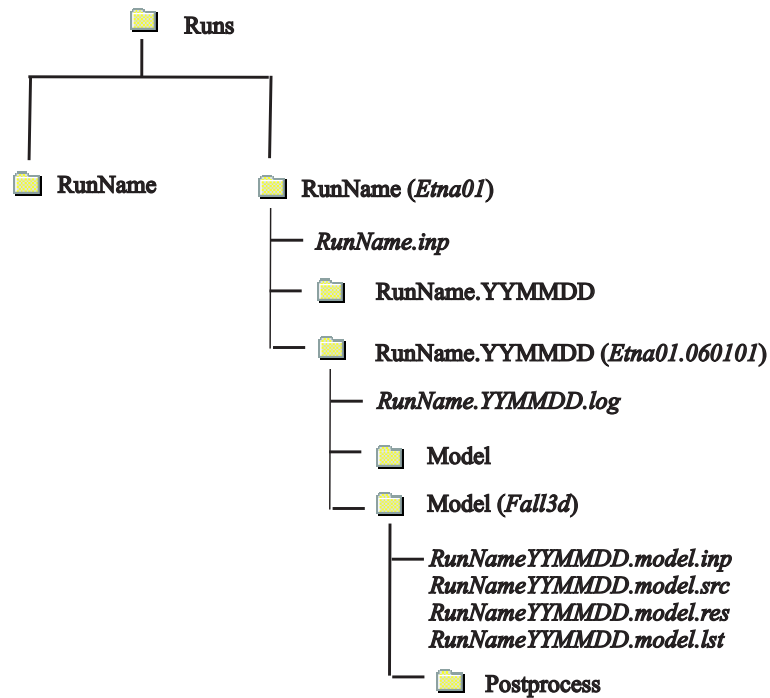 Runs
RunName
RunName (Etna01)
RunName.inp
RunName.YYMMDD
RunName.YYMMDD (Etna01.060101)
RunName.YYMMDD.log
Model
Model (Fall3d)
RunNameYYMMDD.model.inp
RunNameYYMMDD.model.src
RunNameYYMMDD.model.res
RunNameYYMMDD.model.lst
Postprocess